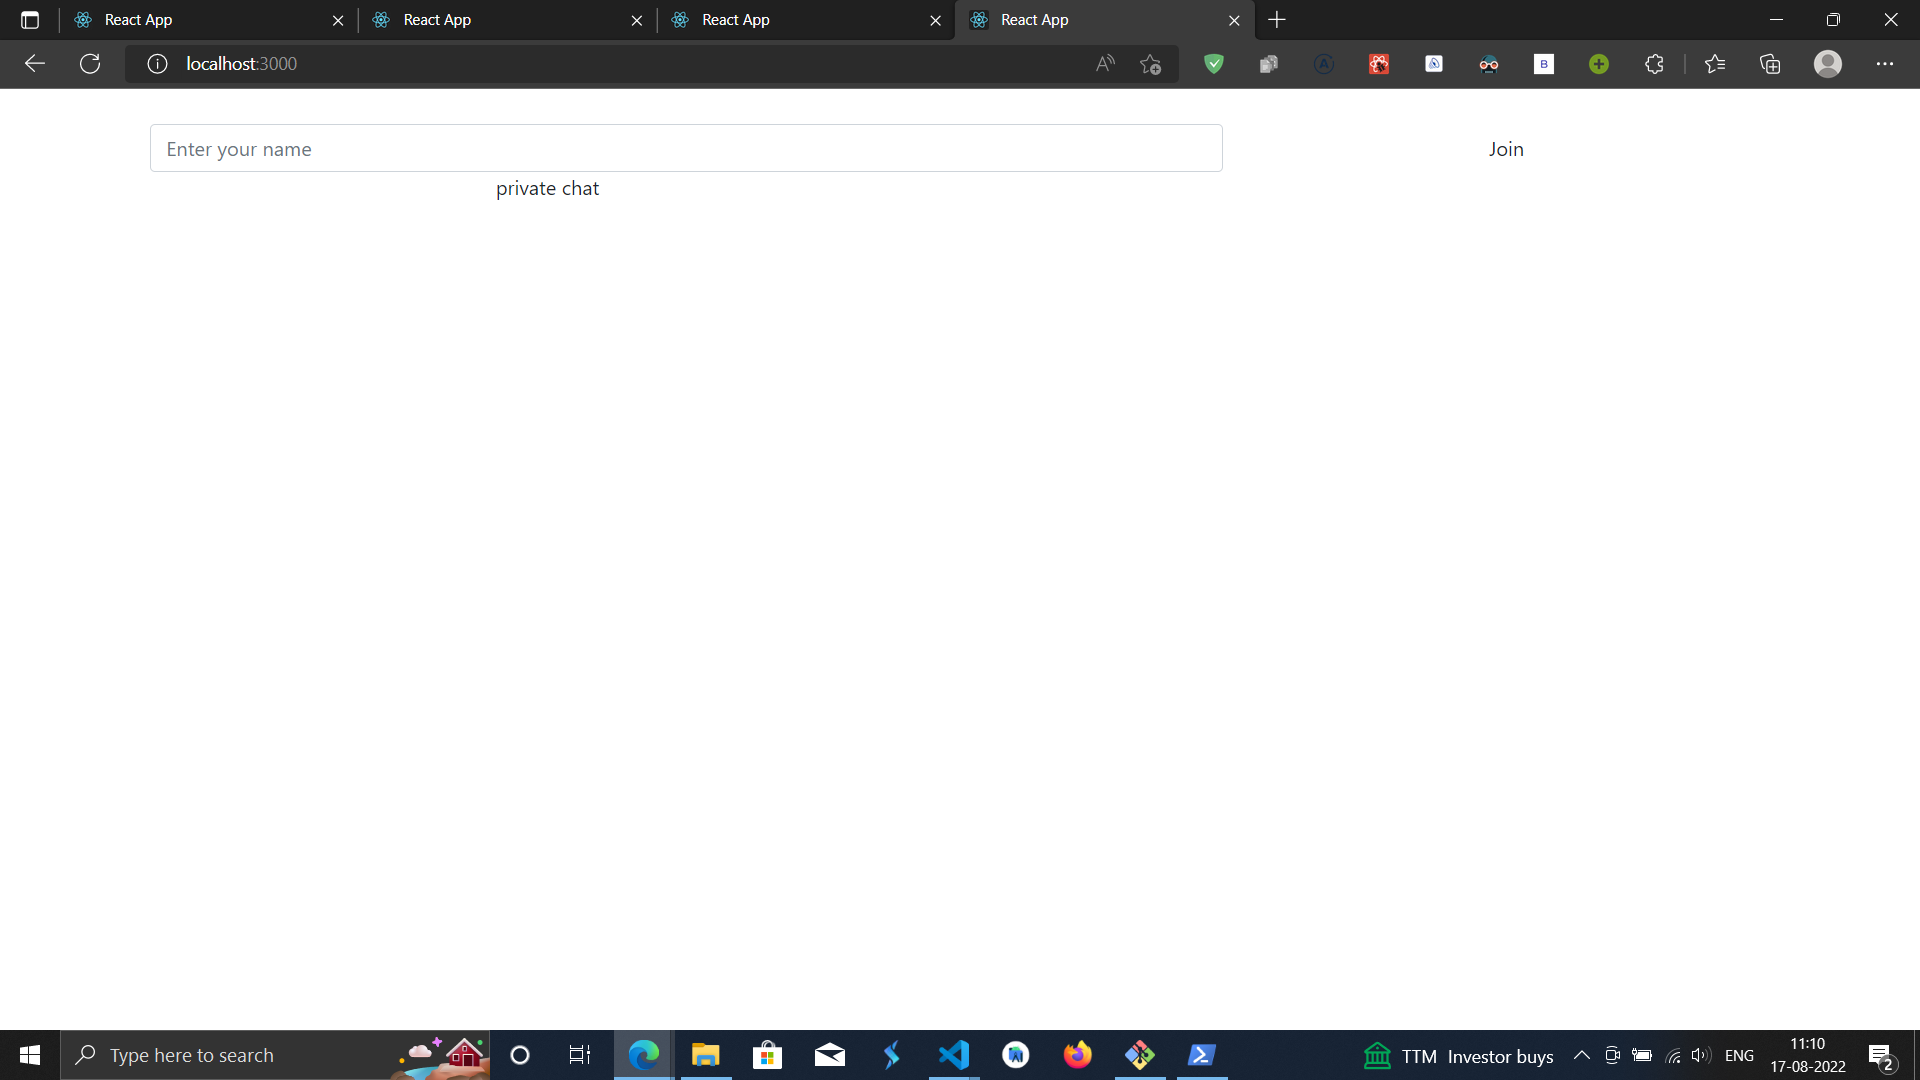 React App
React App
React App
React App
localhost:3000
B
Enter your name
Join
private chat
Type here to search
TTM Investor buys
ENG
11:10
17-08-2022
2